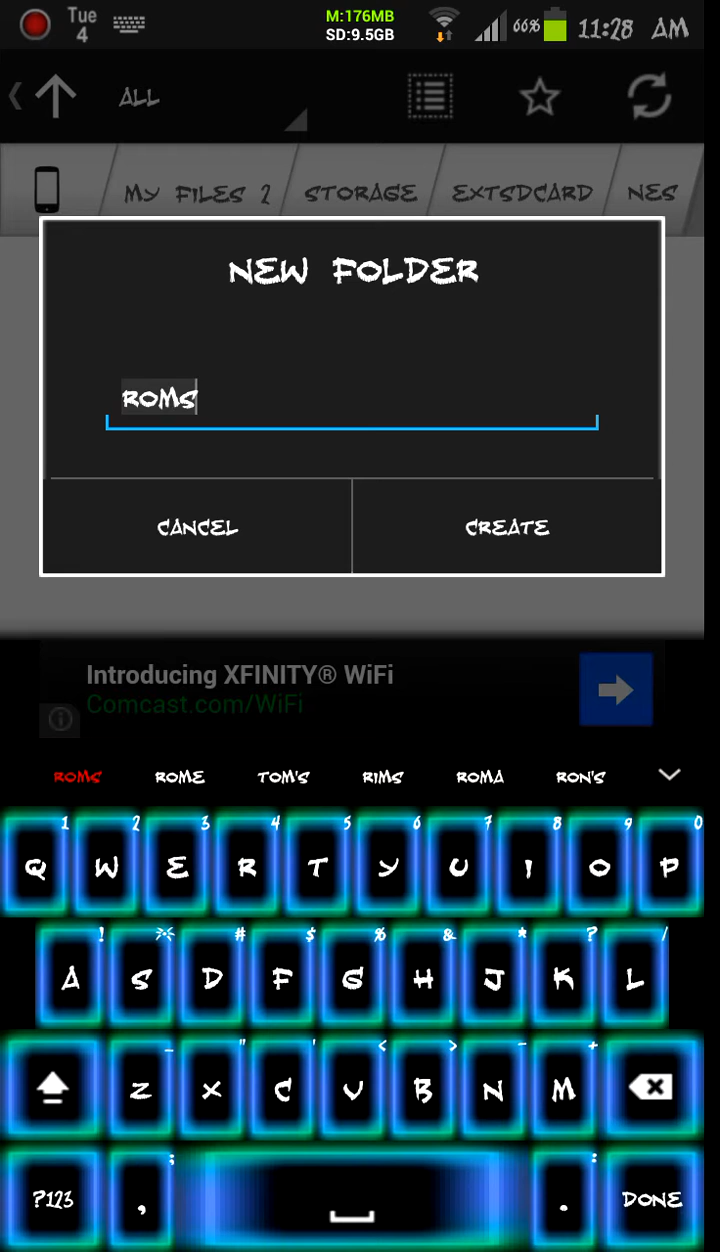 Tue 4 M:176MB SD:9.5GB 66% 11:28 AM
ALL
MY FILES 2 STORAGE EXTSDCARD NES
NEW FOLDER
ROMS
CANCEL CREATE
Introducing XFINITY® WiFi
Comcast.com/WiFi
ROMS ROME TOM'S RIMS ROMA RON'S
1 2 3 4 5 6 7 8 9 0
Q W E R T Y U I O P
! # $ % & * ? /
A S D F G H J K L
_ " ' < > - +
Z X C V B N M
; :
?123 , . DONE